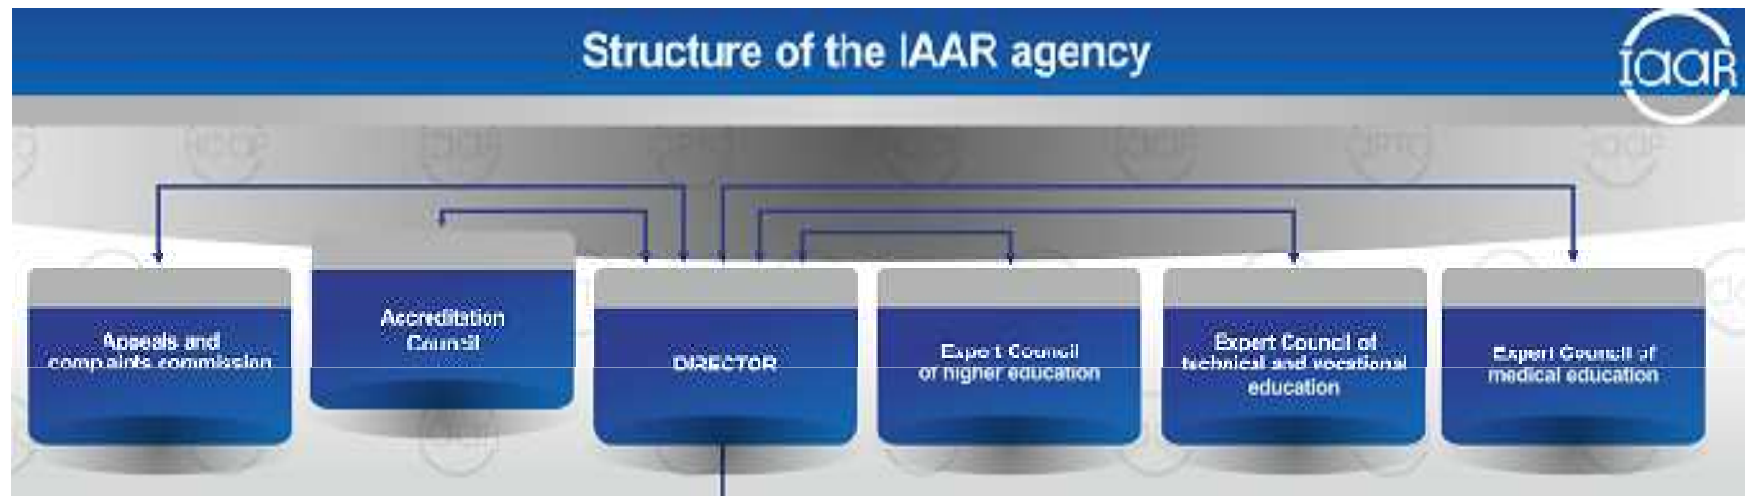 Structure of the IAAR agency
IaaR
Appeals and
complaints commission
Accreditation
Council
DIRECTOR
Expert Council
of higher education
Expert Council of
technical and vocational
education
Expert Council of
medical education